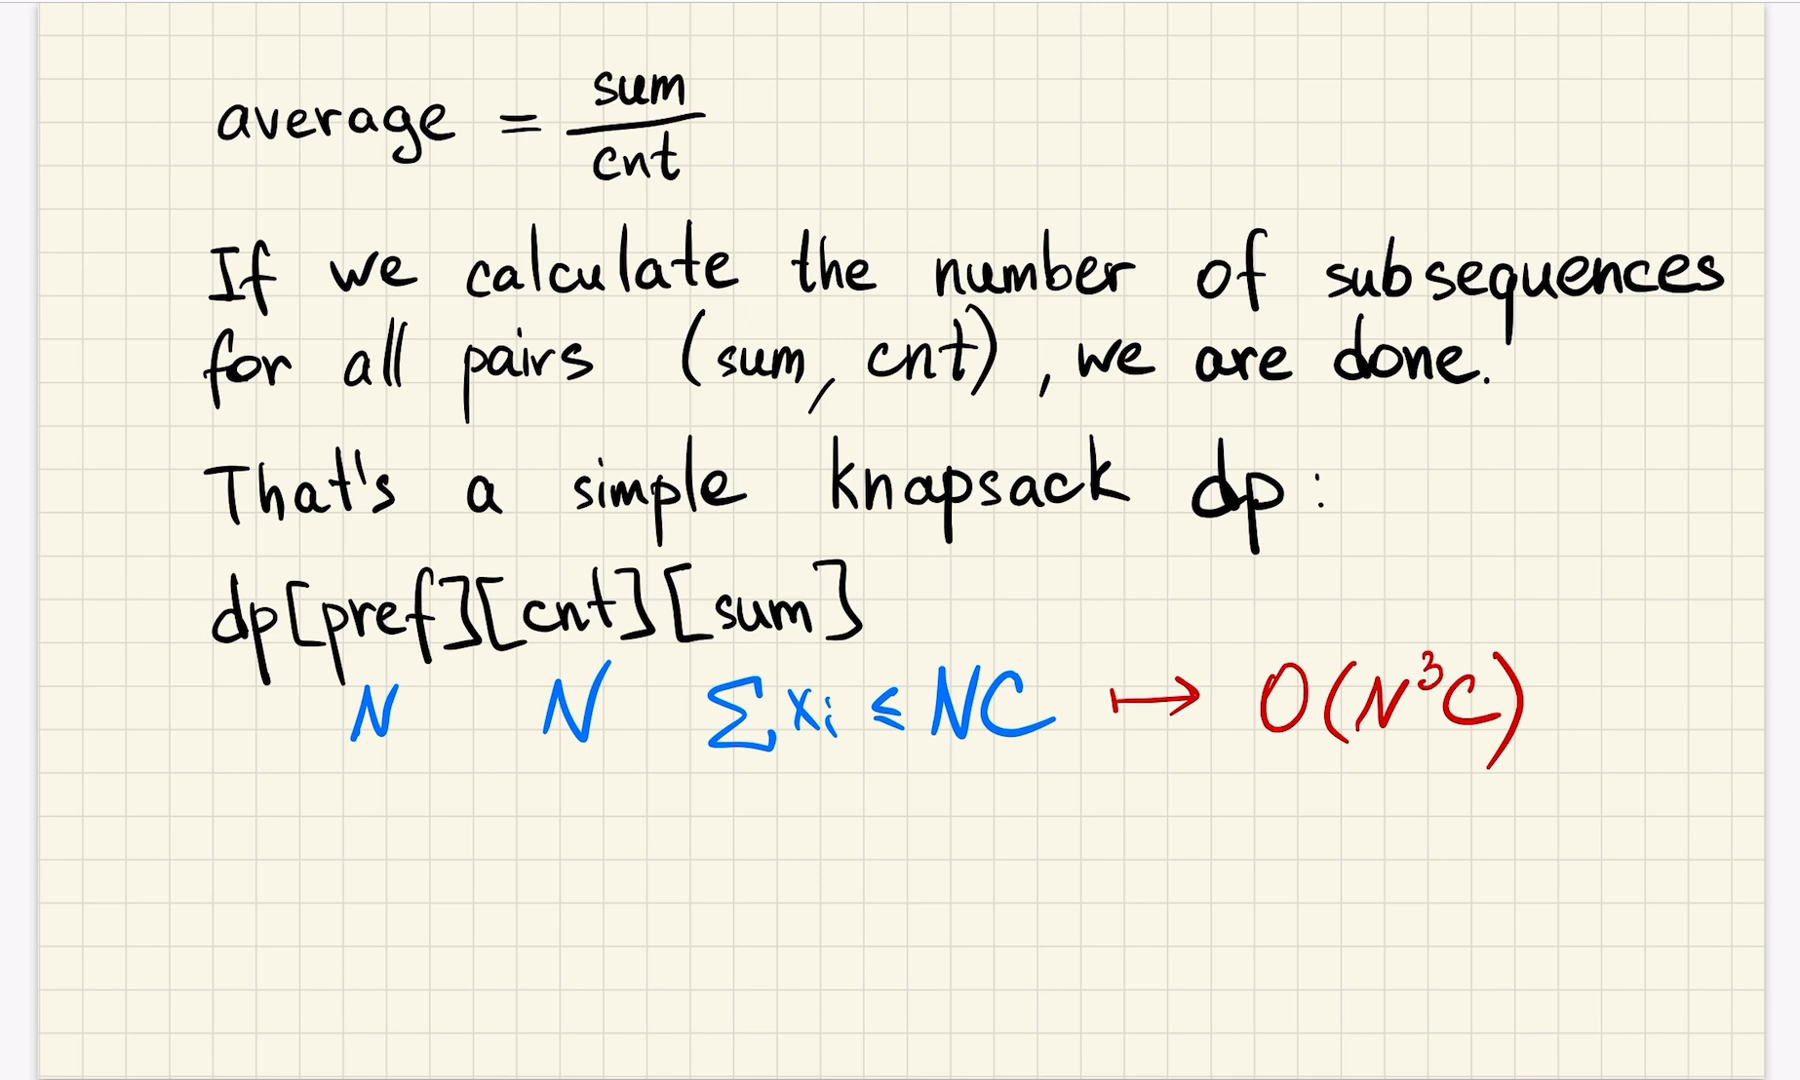 average = sum/cnt
If we calculate the number of subsequences
for all pairs (sum, cnt), we are done.
That's a simple knapsack dp:
dp[pref][cnt][sum]
N N ∑xᵢ ≤ NC ↦ O(N³C)